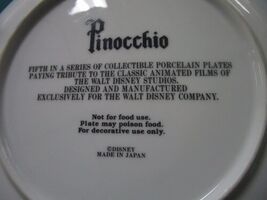 Pinocchio
FIFTH IN A SERIES OF COLLECTIBLE PORCELAIN PLATES
PAYING TRIBUTE TO THE CLASSIC ANIMATED FILMS OF
THE WALT DISNEY STUDIOS.
DESIGNED AND MANUFACTURED
EXCLUSIVELY FOR THE WALT DISNEY COMPANY.
Not for food use.
Plate may poison food.
For decorative use only.
©DISNEY
MADE IN JAPAN